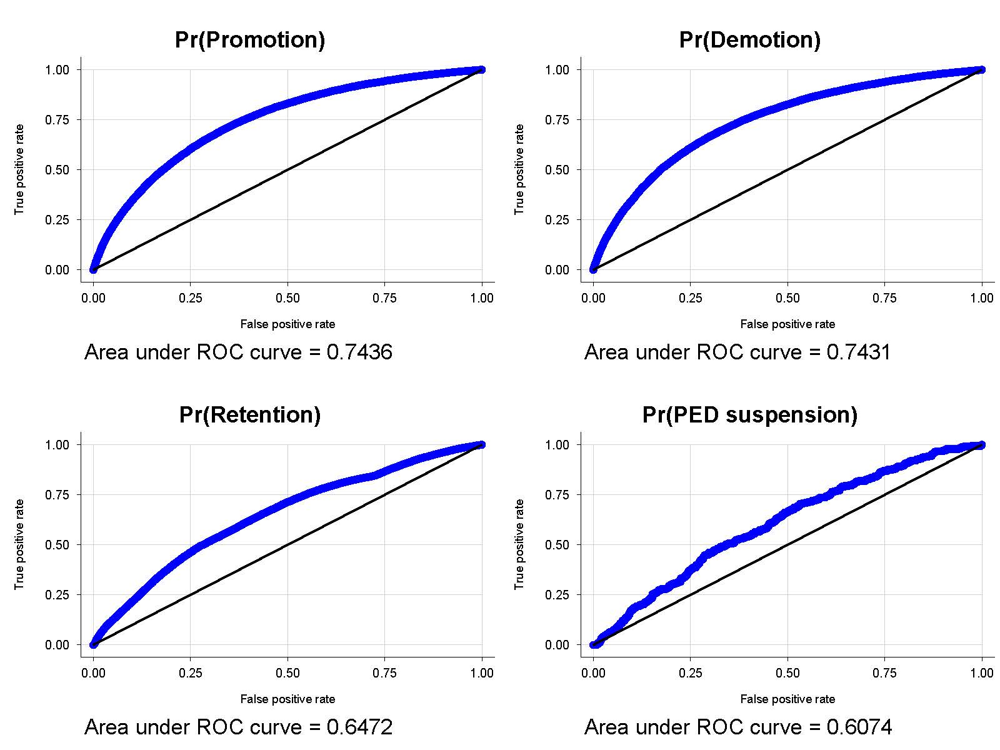 Pr(Promotion)
True positive rate
1.00
0.75
0.50
0.25
0.00
0.00 0.25 0.50 0.75 1.00
False positive rate
Area under ROC curve = 0.7436
Pr(Demotion)
True positive rate
1.00
0.75
0.50
0.25
0.00
0.00 0.25 0.50 0.75 1.00
False positive rate
Area under ROC curve = 0.7431
Pr(Retention)
True positive rate
1.00
0.75
0.50
0.25
0.00
0.00 0.25 0.50 0.75 1.00
False positive rate
Area under ROC curve = 0.6472
Pr(PED suspension)
True positive rate
1.00
0.75
0.50
0.25
0.00
0.00 0.25 0.50 0.75 1.00
False positive rate
Area under ROC curve = 0.6074